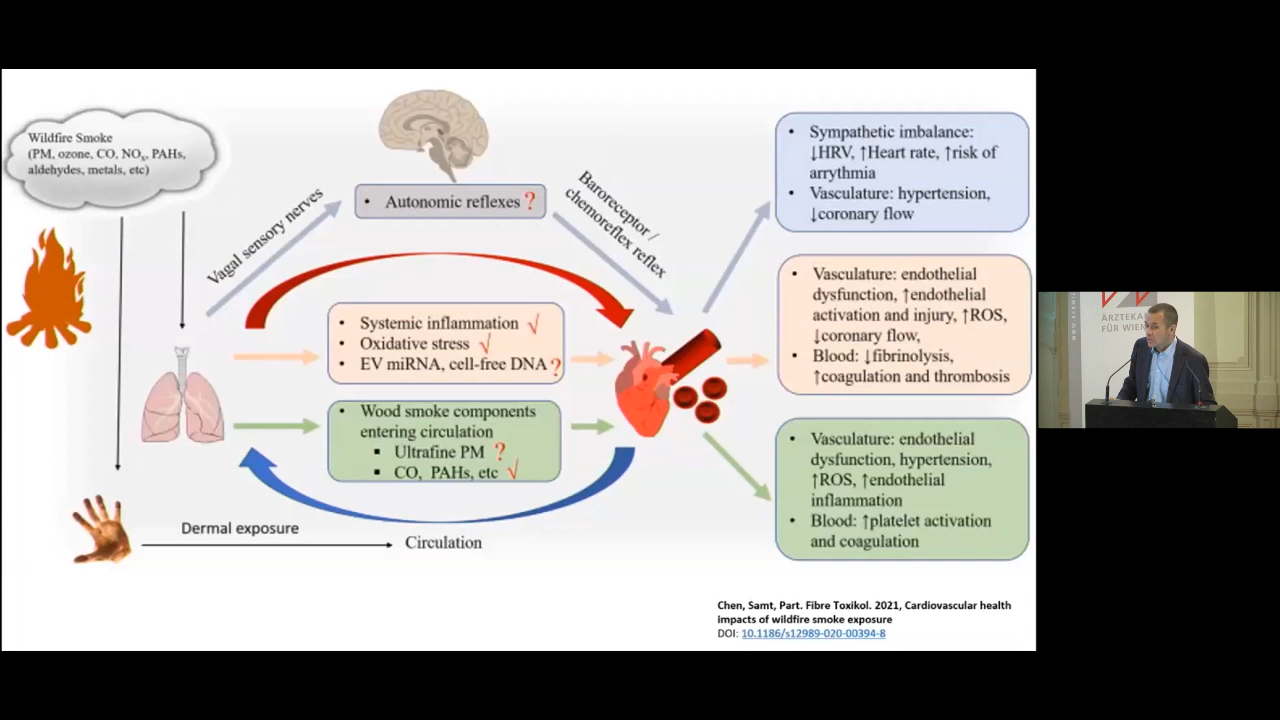 Wildfire Smoke
(PM, ozone, CO, NOx, PAHs,
aldehydes, metals, etc)
Vagal sensory nerves
• Autonomic reflexes ?
Baroreceptor /
chemoreflex reflex
• Systemic inflammation √
• Oxidative stress √
• EV miRNA, cell-free DNA ?
• Wood smoke components
entering circulation
▪ Ultrafine PM ?
▪ CO, PAHs, etc √
Dermal exposure
Circulation
• Sympathetic imbalance:
↓HRV, ↑Heart rate, ↑risk of
arrythmia
• Vasculature: hypertension,
↓coronary flow
• Vasculature: endothelial
dysfunction, ↑endothelial
activation and injury, ↑ROS,
↓coronary flow,
• Blood: ↓fibrinolysis,
↑coagulation and thrombosis
• Vasculature: endothelial
dysfunction, hypertension,
↑ROS, ↑endothelial
inflammation
• Blood: ↑platelet activation
and coagulation
Chen, Samt, Part. Fibre Toxikol. 2021, Cardiovascular health
impacts of wildfire smoke exposure
DOI: 10.1186/s12989-020-00394-8
ÄRZTEKA
FÜR WIE